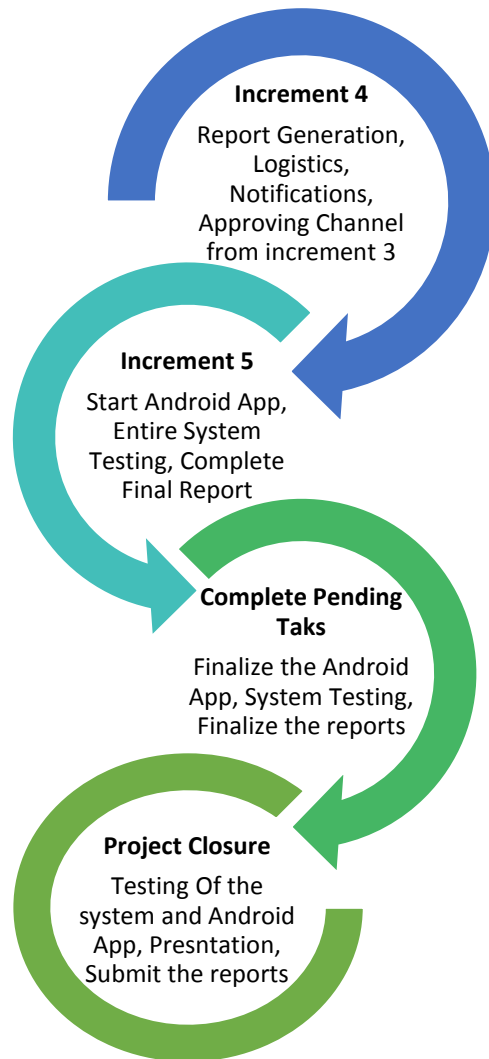 Increment 4
Report Generation,
Logistics,
Notifications,
Approving Channel
from increment 3
Increment 5
Start Android App,
Entire System
Testing, Complete
Final Report
Complete Pending
Taks
Finalize the Android
App, System Testing,
Finalize the reports
Project Closure
Testing Of the
system and Android
App, Presntation,
Submit the reports